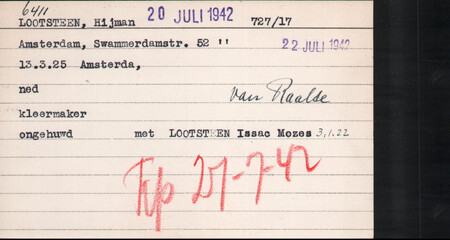 6411
LOOTSTEEN, Hijman 20 JULI 1942 727/17
Amsterdam, Swammerdamstr. 52 '' 22 JULI 1942
13.3.25 Amsterda,
ned van Raalte
kleermaker
ongehuwd met LOOTSTEEN Issac Mozes 3.1.22
Trp 27-7-42